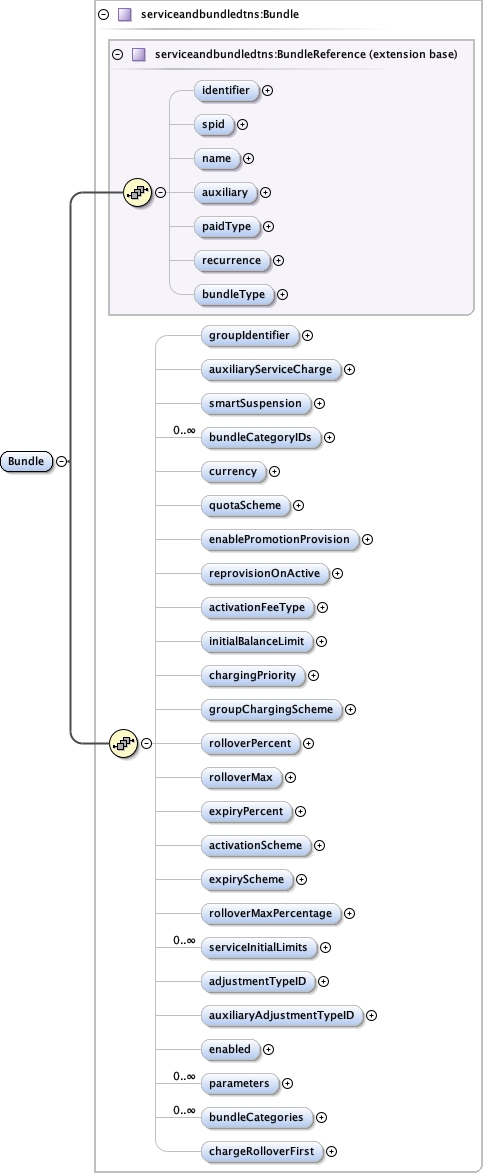 serviceandbundledtns:Bundle
serviceandbundledtns:BundleReference (extension base)
identifier
spid
name
auxiliary
paidType
recurrence
bundleType
groupIdentifier
auxiliaryServiceCharge
smartSuspension
0..∞
bundleCategoryIDs
currency
Bundle
quotaScheme
enablePromotionProvision
reprovisionOnActive
activationFeeType
initialBalanceLimit
chargingPriority
groupChargingScheme
rolloverPercent
rolloverMax
expiryPercent
activationScheme
expiryScheme
rolloverMaxPercentage
0..∞
serviceInitialLimits
adjustmentTypeID
auxiliaryAdjustmentTypeID
enabled
0..∞
parameters
0..∞
bundleCategories
chargeRolloverFirst